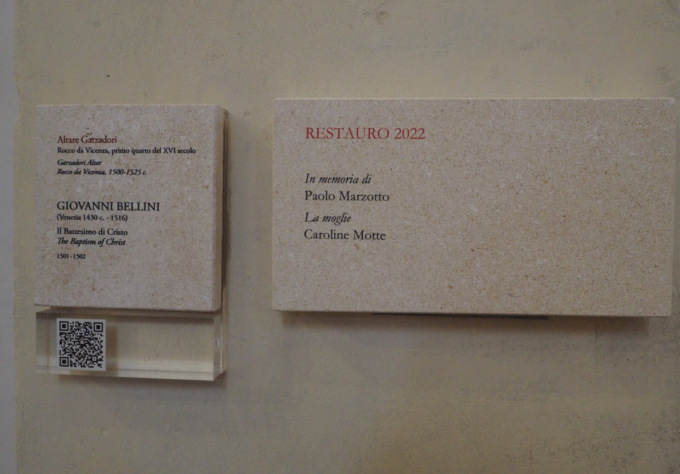 Altare Garzadori
Rocco da Vicenza, primo quarto del XVI secolo
Garzadori Altar
Rocco da Vicenza, 1500-1525 c.
GIOVANNI BELLINI
(Venezia 1430 c. - 1516)
Il Battesimo di Cristo
The Baptism of Christ
1501 - 1502
RESTAURO 2022
In memoria di
Paolo Marzotto
La moglie
Caroline Motte